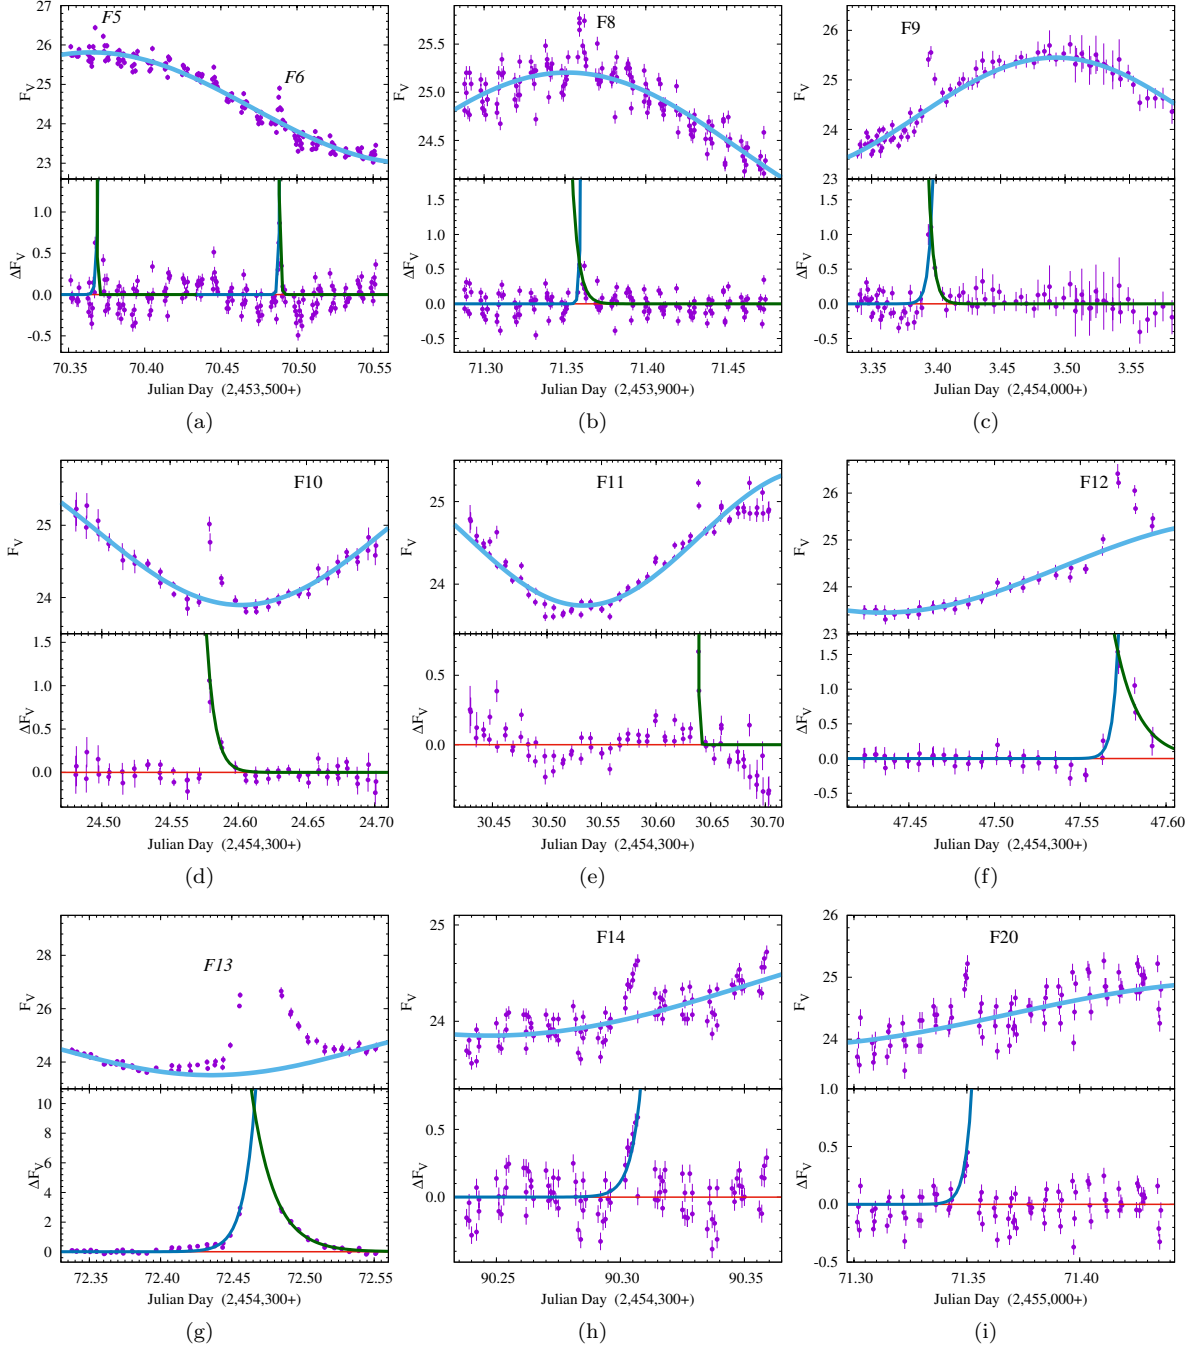 27
26
25
24
23
F_V
F5
F6
1.0
0.5
0.0
-0.5
ΔF_V
70.35 70.40 70.45 70.50 70.55
Julian Day (2,453,500+)
(a)
25.5
25.0
24.5
F_V
F8
1.0
0.5
0.0
-0.5
ΔF_V
71.30 71.35 71.40 71.45
Julian Day (2,453,900+)
(b)
26
25
24
23
F_V
F9
1.5
1.0
0.5
0.0
-0.5
ΔF_V
3.35 3.40 3.45 3.50 3.55
Julian Day (2,454,000+)
(c)
25
24
F_V
F10
1.5
1.0
0.5
0.0
ΔF_V
24.50 24.55 24.60 24.65 24.70
Julian Day (2,454,300+)
(d)
25
24
F_V
F11
0.5
0.0
ΔF_V
30.45 30.50 30.55 30.60 30.65 30.70
Julian Day (2,454,300+)
(e)
26
25
24
23
F_V
F12
1.5
1.0
0.5
0.0
-0.5
ΔF_V
47.45 47.50 47.55 47.60
Julian Day (2,454,300+)
(f)
28
26
24
F_V
F13
10
8
6
4
2
0
ΔF_V
72.35 72.40 72.45 72.50 72.55
Julian Day (2,454,300+)
(g)
25
24
F_V
F14
0.5
0.0
ΔF_V
90.25 90.30 90.35
Julian Day (2,454,300+)
(h)
26
25
24
F_V
F20
1.0
0.5
0.0
-0.5
ΔF_V
71.30 71.35 71.40
Julian Day (2,455,000+)
(i)